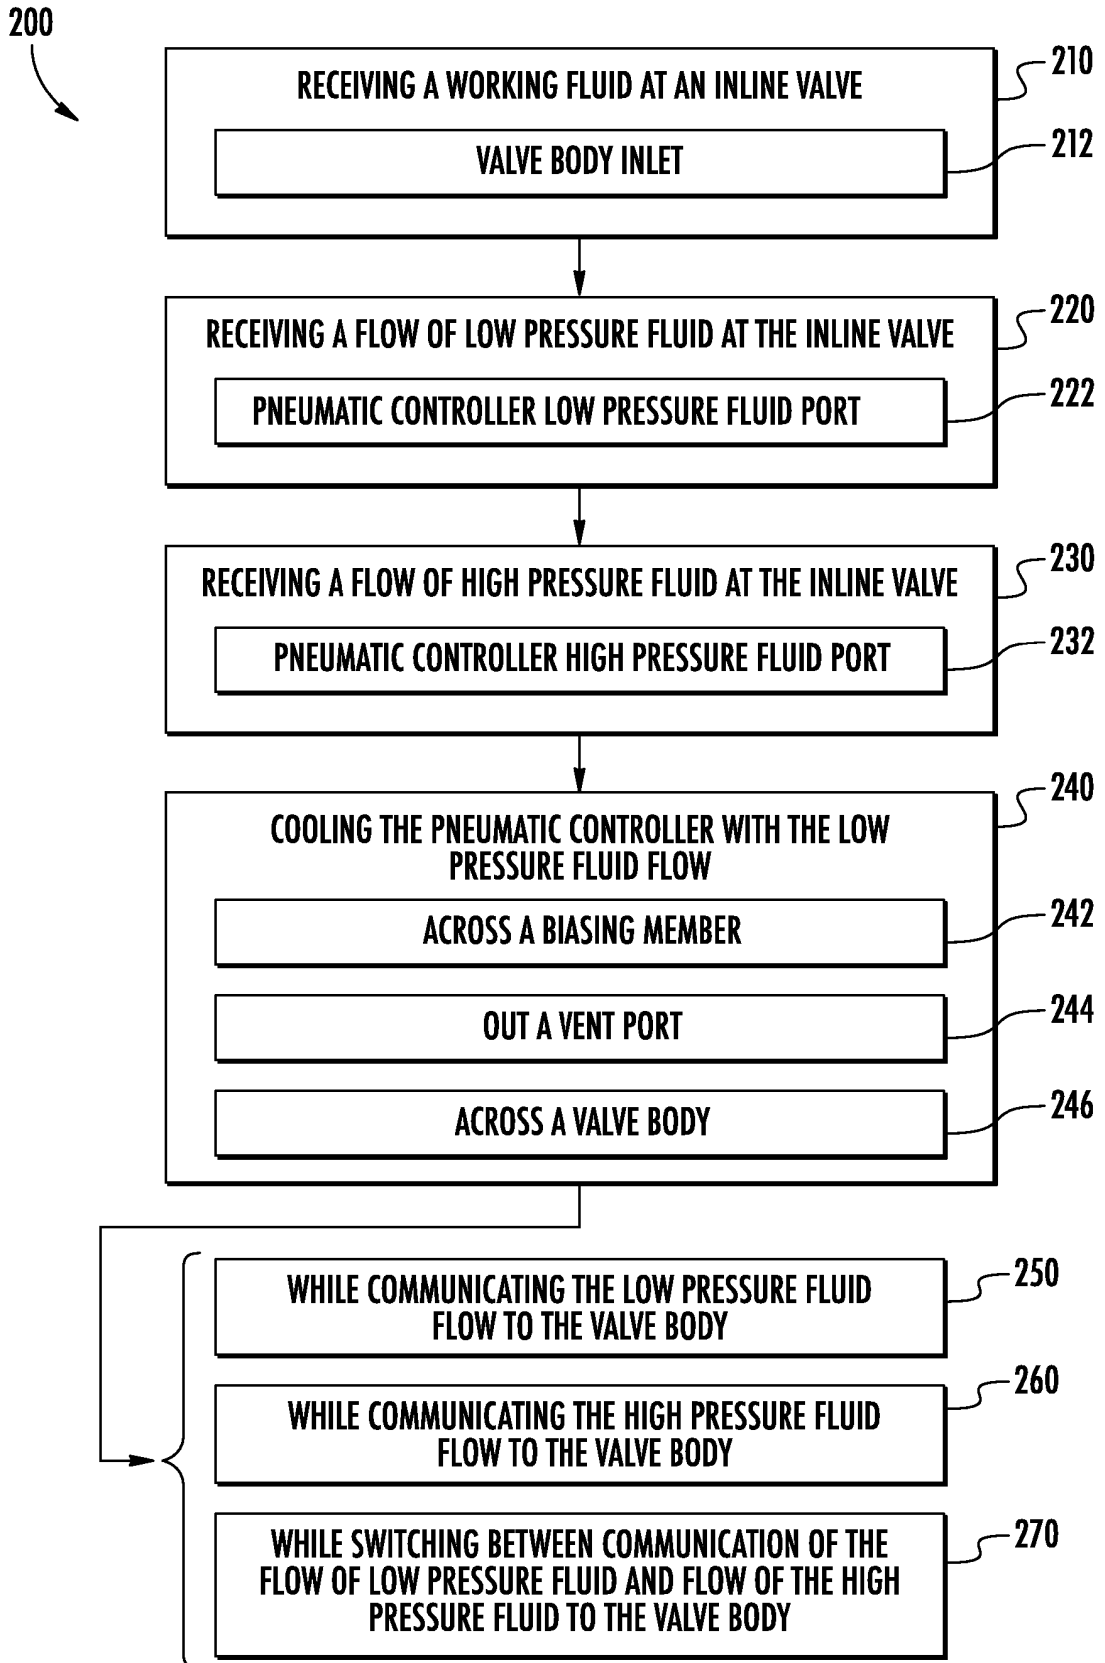 200
RECEIVING A WORKING FLUID AT AN INLINE VALVE
210
VALVE BODY INLET
212
RECEIVING A FLOW OF LOW PRESSURE FLUID AT THE INLINE VALVE
220
PNEUMATIC CONTROLLER LOW PRESSURE FLUID PORT
222
RECEIVING A FLOW OF HIGH PRESSURE FLUID AT THE INLINE VALVE
230
PNEUMATIC CONTROLLER HIGH PRESSURE FLUID PORT
232
COOLING THE PNEUMATIC CONTROLLER WITH THE LOW
PRESSURE FLUID FLOW
240
ACROSS A BIASING MEMBER
242
OUT A VENT PORT
244
ACROSS A VALVE BODY
246
WHILE COMMUNICATING THE LOW PRESSURE FLUID
FLOW TO THE VALVE BODY
250
WHILE COMMUNICATING THE HIGH PRESSURE FLUID
FLOW TO THE VALVE BODY
260
WHILE SWITCHING BETWEEN COMMUNICATION OF THE
FLOW OF LOW PRESSURE FLUID AND FLOW OF THE HIGH
PRESSURE FLUID TO THE VALVE BODY
270